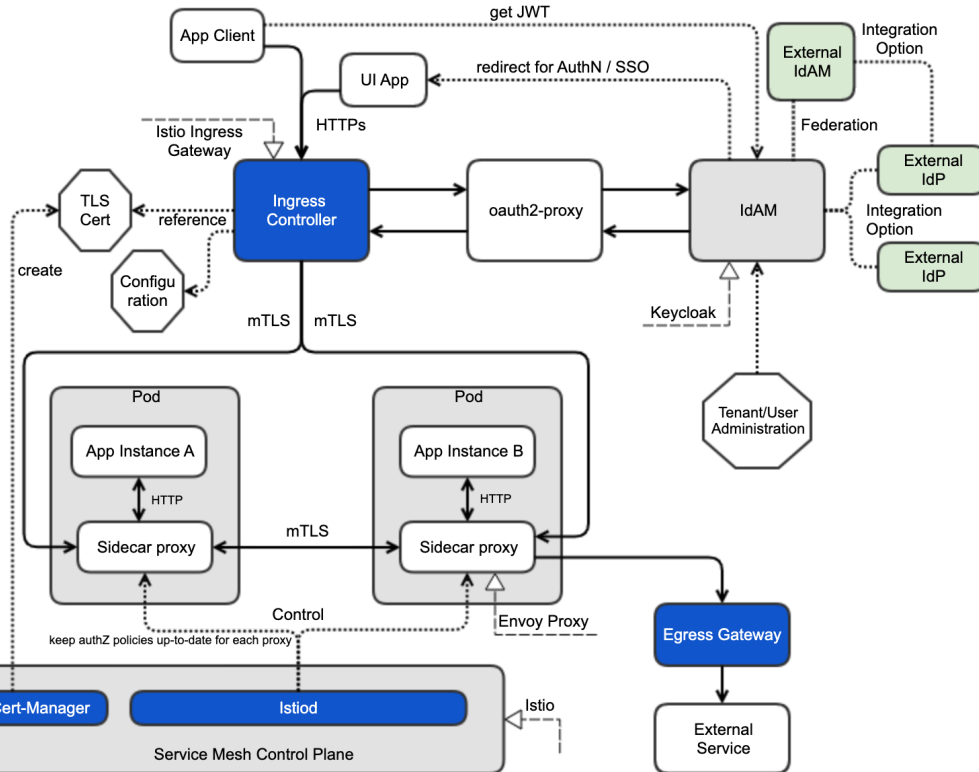 get JWT
App Client
External
IdAM
Integration
Option
UI App
redirect for AuthN / SSO
HTTPs
Federation
Istio Ingress
Gateway
External
IdP
TLS
Cert
reference
Ingress
Controller
oauth2-proxy
IdAM
Integration
Option
create
External
IdP
Configu
ration
Keycloak
mTLS
mTLS
Pod
Pod
Tenant/User
Administration
App Instance A
App Instance B
HTTP
HTTP
mTLS
Sidecar proxy
Sidecar proxy
Control
Envoy Proxy
keep authZ policies up-to-date for each proxy
Egress Gateway
Cert-Manager
Istiod
Istio
External
Service
Service Mesh Control Plane